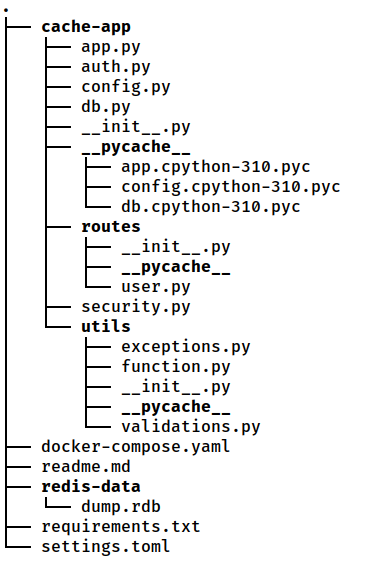 .
├── cache-app
│   ├── app.py
│   ├── auth.py
│   ├── config.py
│   ├── db.py
│   ├── __init__.py
│   ├── __pycache__
│   │   ├── app.cpython-310.pyc
│   │   ├── config.cpython-310.pyc
│   │   └── db.cpython-310.pyc
│   ├── routes
│   │   ├── __init__.py
│   │   ├── __pycache__
│   │   └── user.py
│   ├── security.py
│   └── utils
│       ├── exceptions.py
│       ├── function.py
│       ├── __init__.py
│       ├── __pycache__
│       └── validations.py
├── docker-compose.yaml
├── readme.md
├── redis-data
│   └── dump.rdb
├── requirements.txt
└── settings.toml